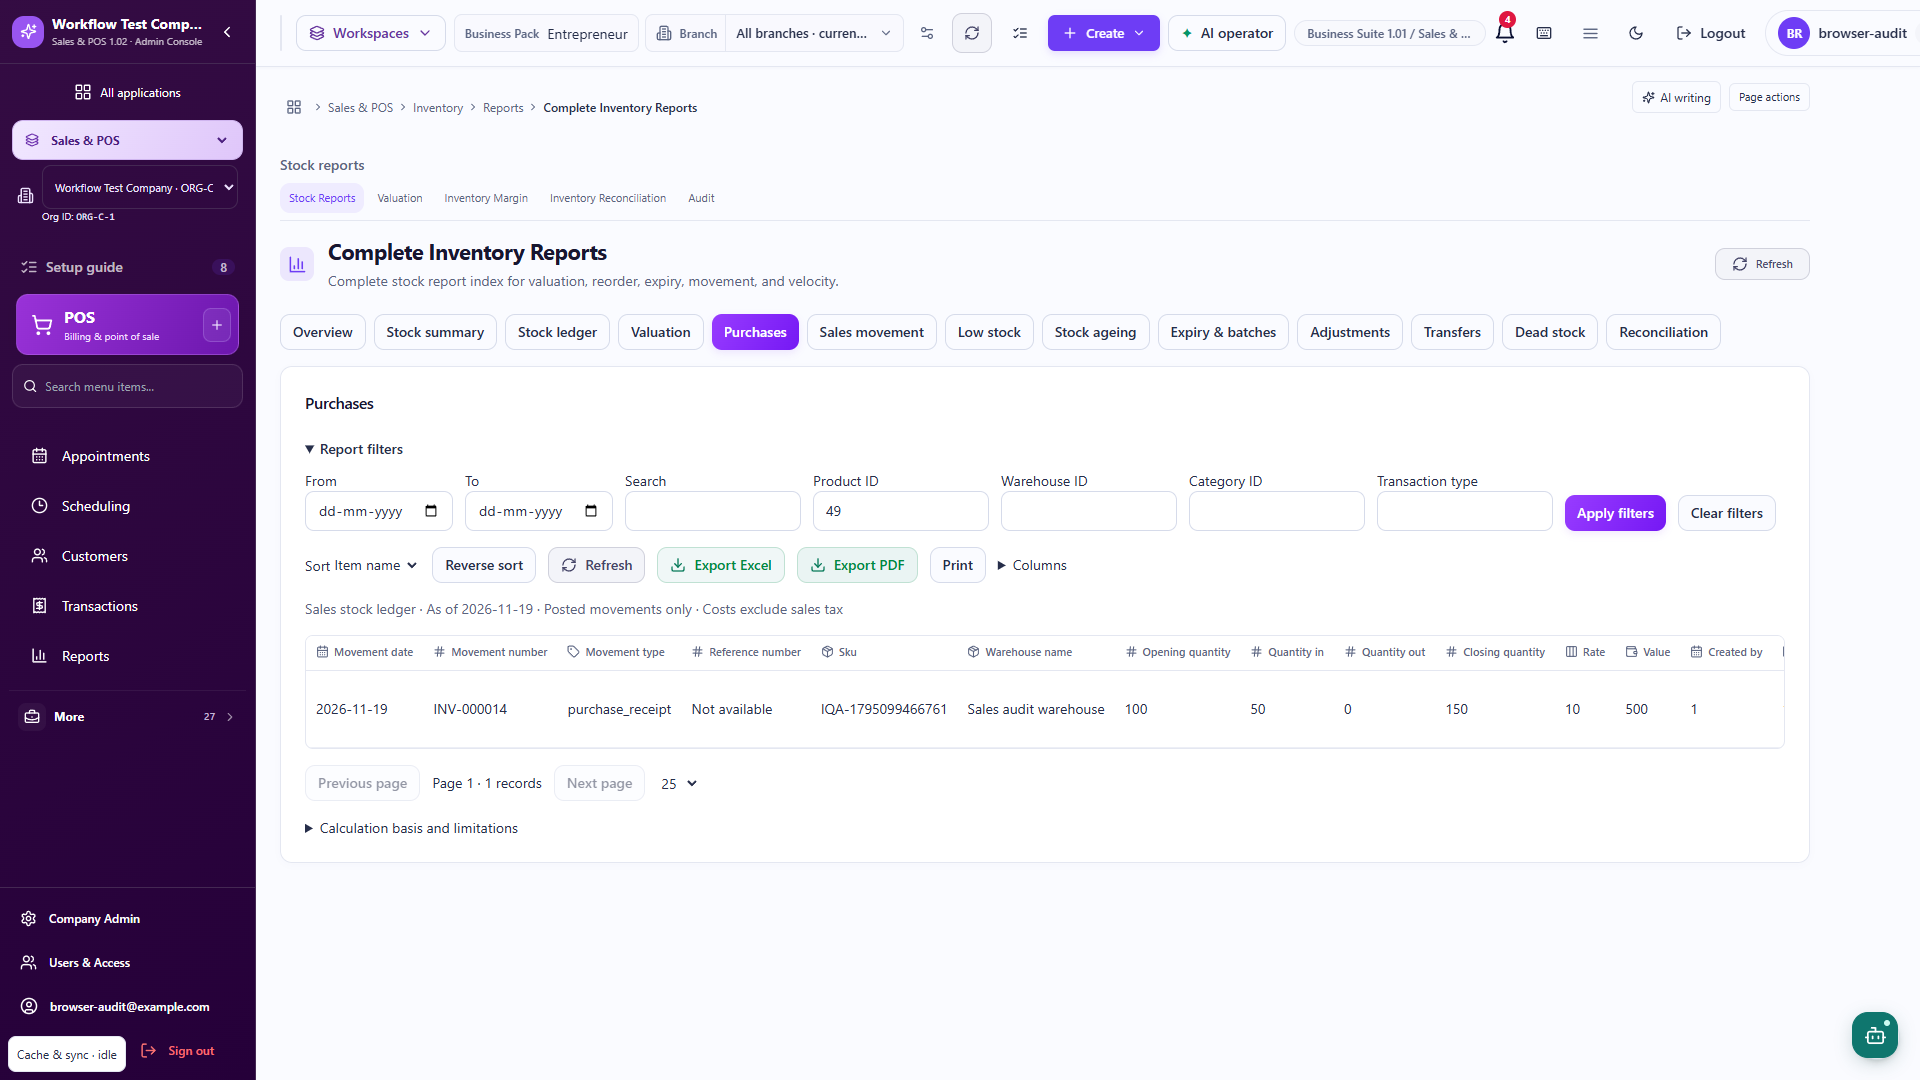 Workflow Test Comp...
Sales & POS 1.02 · Admin Console
All applications
Sales & POS
Workflow Test Company · ORG-C
Org ID: ORG-C-1
Setup guide 8
POS
Billing & point of sale
Search menu items...
Appointments
Scheduling
Customers
Transactions
Reports
More 27
Company Admin
Users & Access
browser-audit@example.com
Cache & sync · idle
Sign out
Workspaces
Business Pack Entrepreneur
Branch All branches · curren...
Create
AI operator
Business Suite 1.01 / Sales & ...
4
Logout
BR browser-audit
Sales & POS > Inventory > Reports > Complete Inventory Reports
AI writing
Page actions
Stock reports
Stock Reports Valuation Inventory Margin Inventory Reconciliation Audit
Complete Inventory Reports
Complete stock report index for valuation, reorder, expiry, movement, and velocity.
Refresh
Overview Stock summary Stock ledger Valuation Purchases Sales movement Low stock Stock ageing Expiry & batches Adjustments Transfers Dead stock Reconciliation
Purchases
Report filters
From To Search Product ID Warehouse ID Category ID Transaction type
dd-mm-yyyy dd-mm-yyyy 49 Apply filters Clear filters
Sort Item name Reverse sort Refresh Export Excel Export PDF Print Columns
Sales stock ledger · As of 2026-11-19 · Posted movements only · Costs exclude sales tax
Movement date Movement number Movement type Reference number Sku Warehouse name Opening quantity Quantity in Quantity out Closing quantity Rate Value Created by
2026-11-19 INV-000014 purchase_receipt Not available IQA-1795099466761 Sales audit warehouse 100 50 0 150 10 500 1
Previous page Page 1 · 1 records Next page 25
Calculation basis and limitations